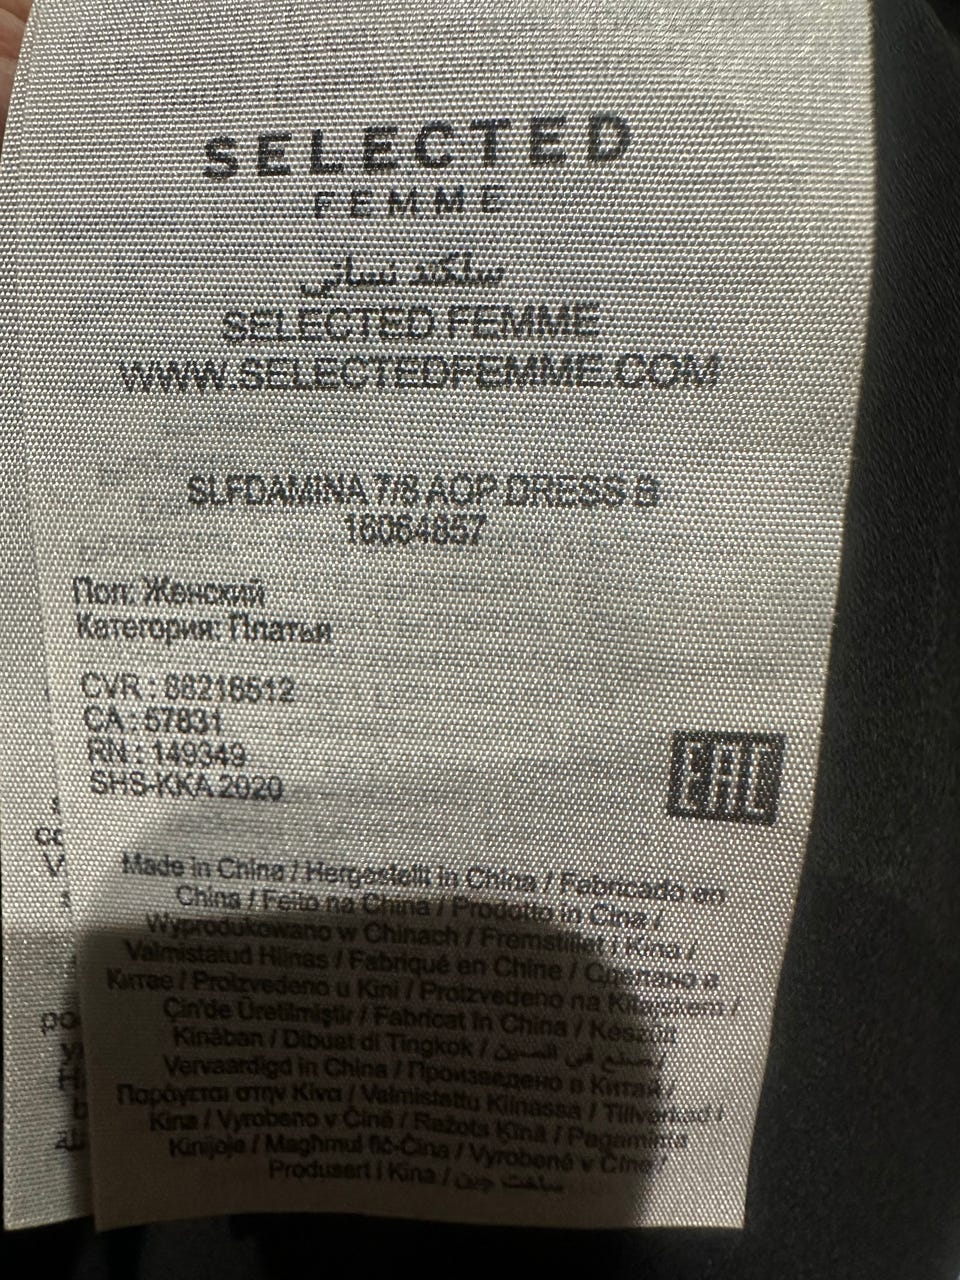 SELECTED
FEMME
سلكتد نسائي
SELECTED FEMME
WWW.SELECTEDFEMME.COM
SLFDAMINA 7/8 AOP DRESS B
16064857
Пол: Женский
Категория: Платья
CVR : 88216512
CA : 57831
RN : 149349
SHS-KKA 2020
EAC
Made in China / Hergestellt in China / Fabricado en
China / Feito na China / Prodotto in Cina /
Wyprodukowano w Chinach / Fremstillet i Kina /
Valmistatud Hiinas / Fabriqué en Chine / Сделано в
Китае / Proizvedeno u Kini / Proizvedeno na Kitajskem /
Çin'de Üretilmiştir / Fabricat în China / Készült
Kínában / Dibuat di Tingkok / صنع في الصين /
Vervaardigd in China / Произведено в Китай /
Παράγεται στην Κίνα / Valmistettu Kiinassa / Tillverkad i
Kina / Vyrobeno v Číně / Ražots Ķīnā / Pagaminta
Kinijoje / Maghmul fiċ-Ċina / Vyrobené v Číne /
Produsert i Kina / ساخت چین